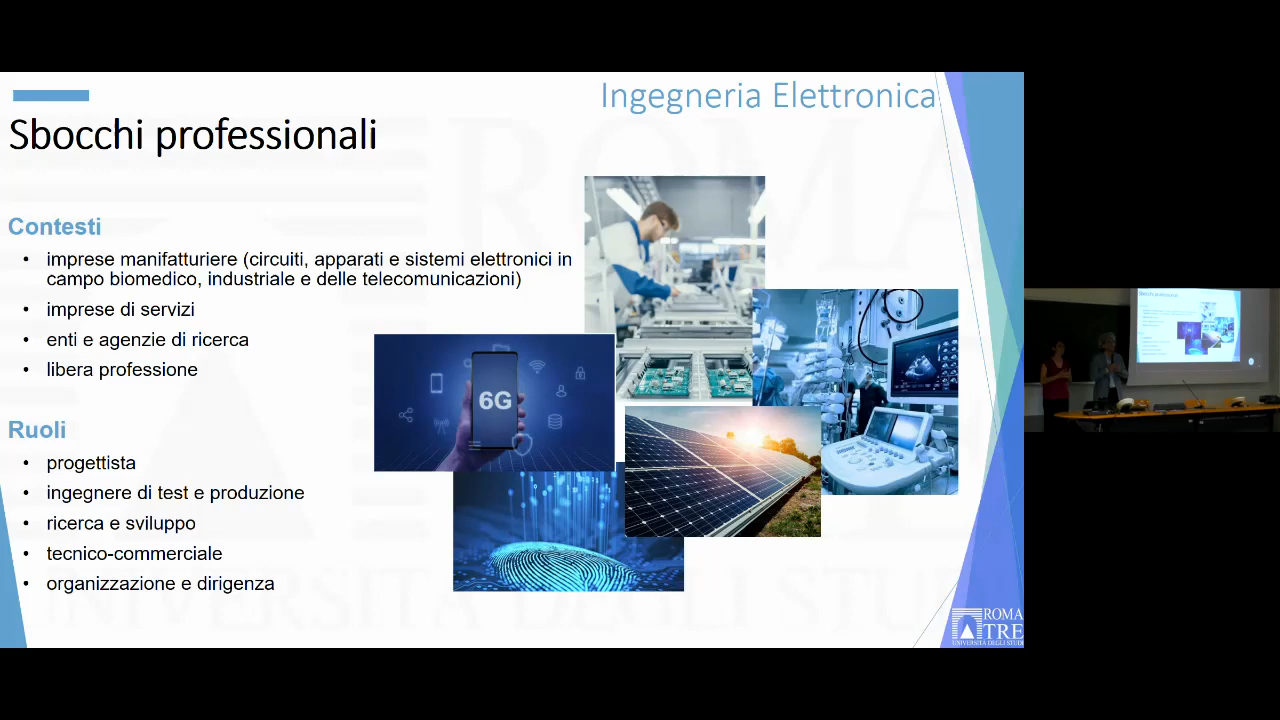 Ingegneria Elettronica
Sbocchi professionali
Contesti
• imprese manifatturiere (circuiti, apparati e sistemi elettronici in
campo biomedico, industriale e delle telecomunicazioni)
• imprese di servizi
• enti e agenzie di ricerca
• libera professione
Ruoli
• progettista
• ingegnere di test e produzione
• ricerca e sviluppo
• tecnico-commerciale
• organizzazione e dirigenza
6G
ROMA
TRE
UNIVERSITÀ DEGLI STUDI
Sbocchi professionali